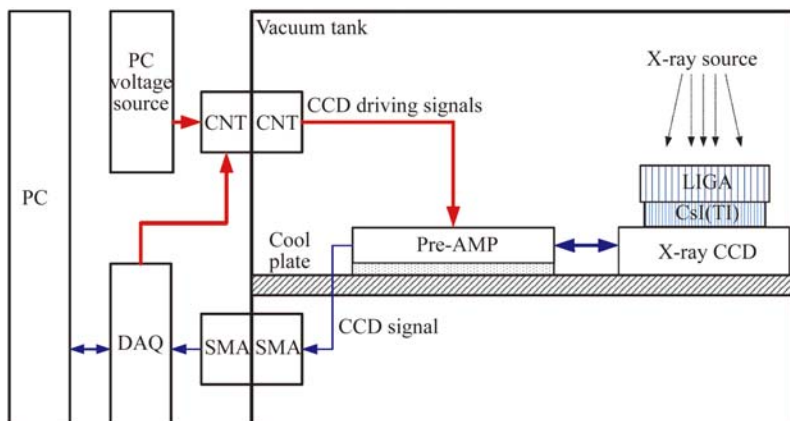 Vacuum tank
PC
voltage
source
X-ray source
CCD driving signals
CNT
CNT
PC
LIGA
CsI(TI)
Cool
plate
Pre-AMP
X-ray CCD
CCD signal
DAQ
SMA
SMA